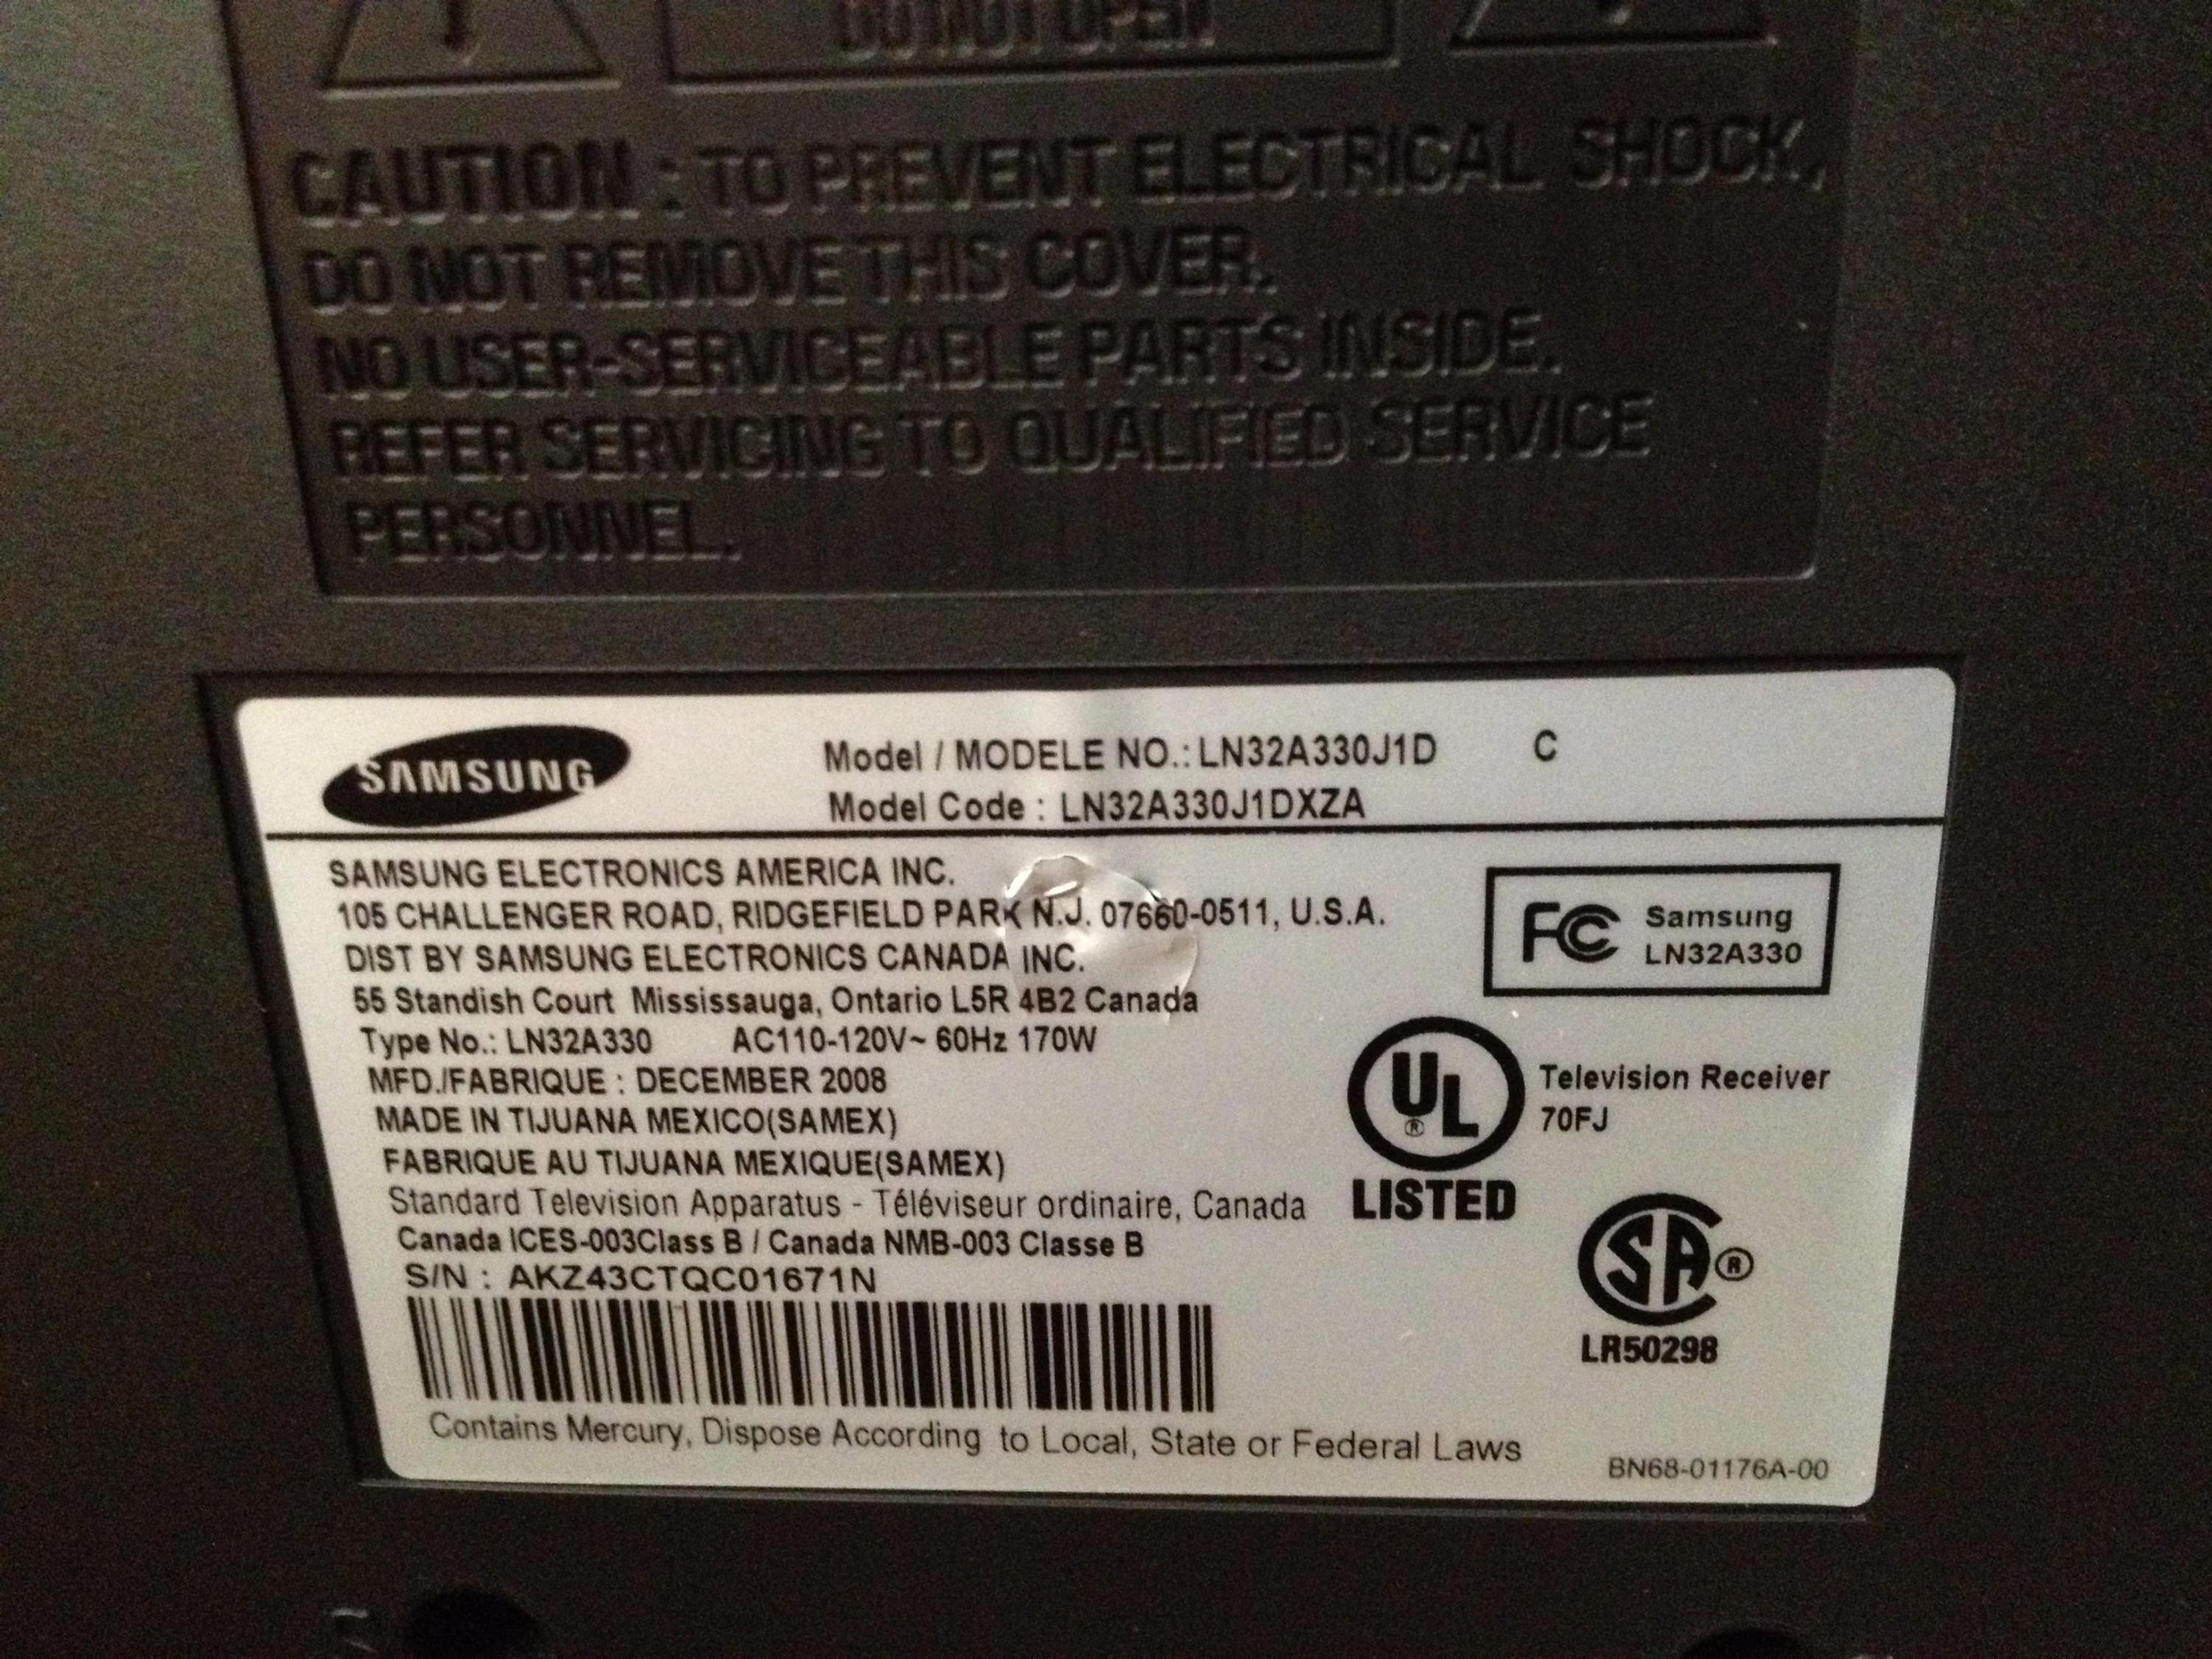 DO NOT OPEN
CAUTION : TO PREVENT ELECTRICAL SHOCK,
DO NOT REMOVE THIS COVER.
NO USER-SERVICEABLE PARTS INSIDE.
REFER SERVICING TO QUALIFIED SERVICE
PERSONNEL.
SAMSUNG
Model / MODELE NO.: LN32A330J1D C
Model Code : LN32A330J1DXZA
SAMSUNG ELECTRONICS AMERICA INC.
105 CHALLENGER ROAD, RIDGEFIELD PARK N.J. 07660-0511, U.S.A.
DIST BY SAMSUNG ELECTRONICS CANADA INC.
55 Standish Court Mississauga, Ontario L5R 4B2 Canada
Type No.: LN32A330 AC110-120V~ 60Hz 170W
MFD./FABRIQUE : DECEMBER 2008
MADE IN TIJUANA MEXICO(SAMEX)
FABRIQUE AU TIJUANA MEXIQUE(SAMEX)
Standard Television Apparatus - Téléviseur ordinaire, Canada
Canada ICES-003Class B / Canada NMB-003 Classe B
S/N : AKZ43CTQC01671N
Contains Mercury, Dispose According to Local, State or Federal Laws
FC Samsung
LN32A330
UL ®
LISTED
Television Receiver
70FJ
SA ®
LR50298
BN68-01176A-00